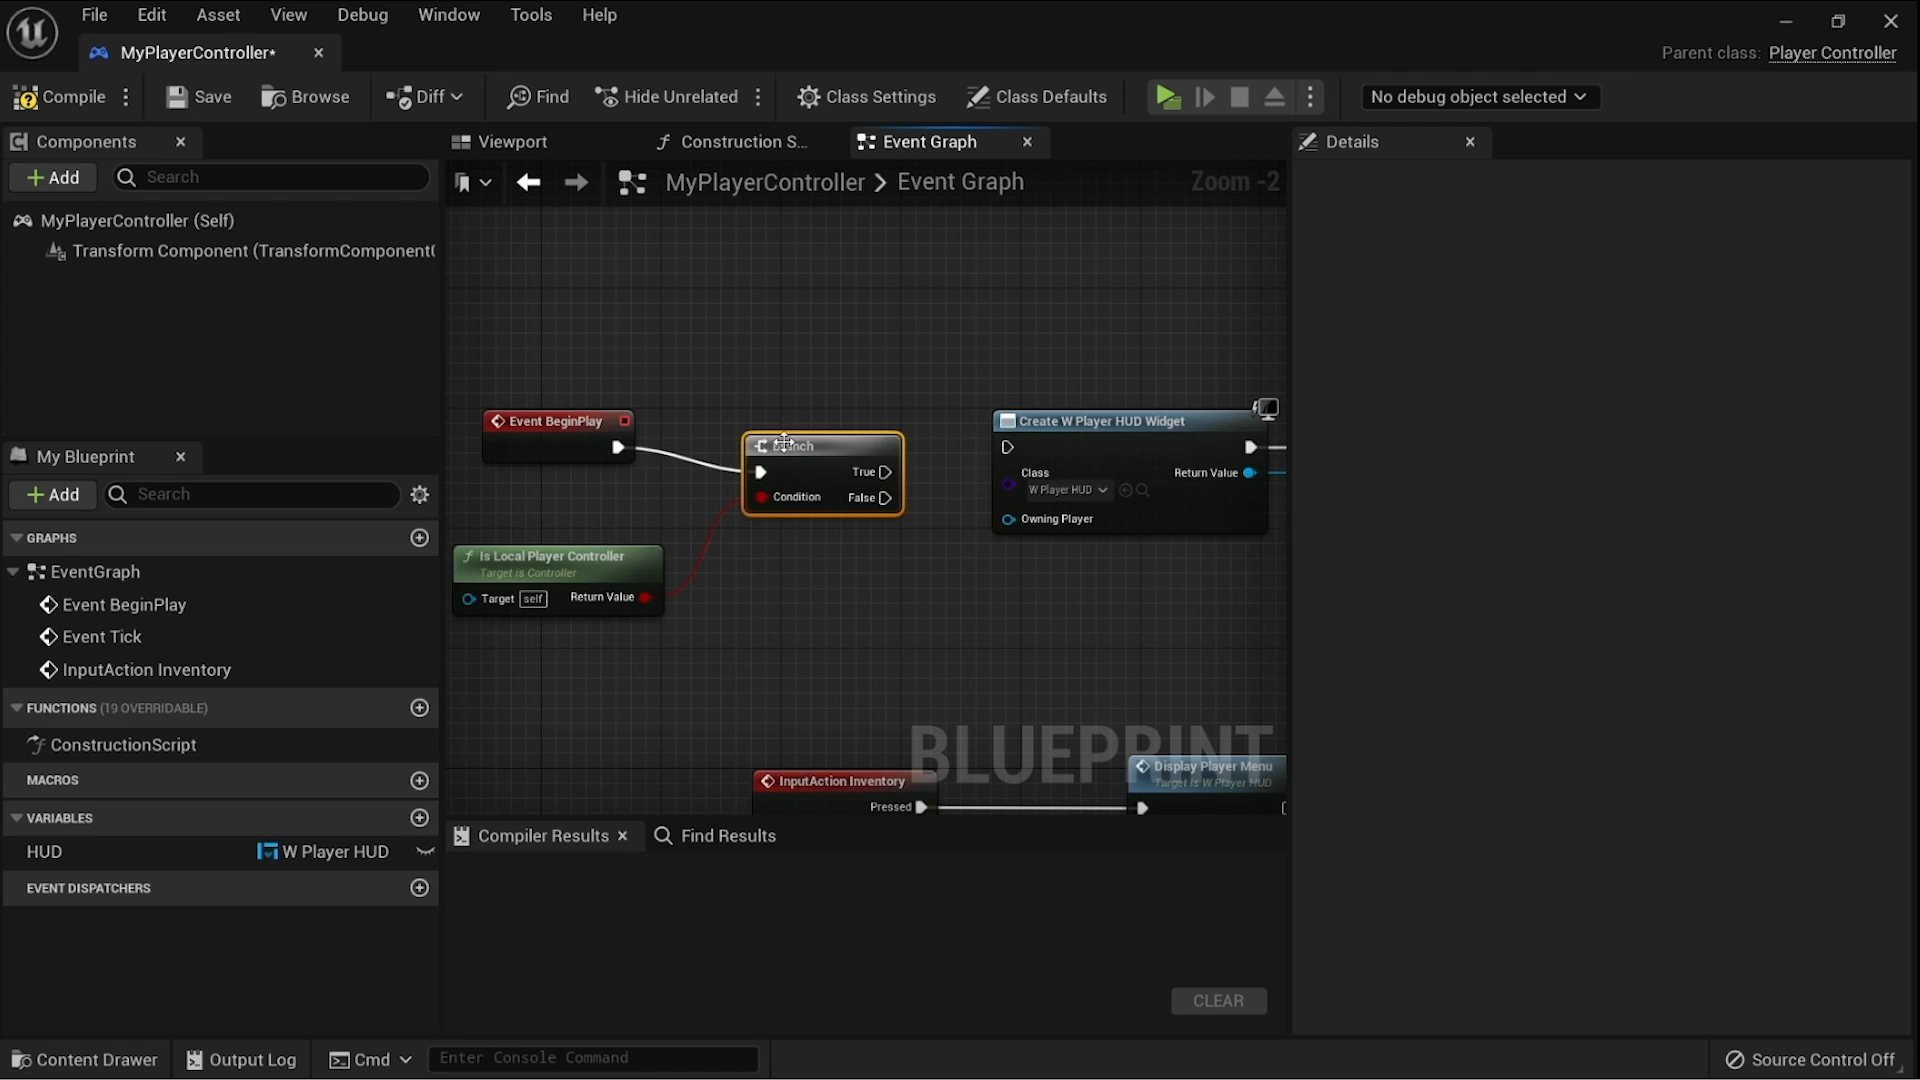 File Edit Asset View Debug Window Tools Help
MyPlayerController*
Parent class: Player Controller
Compile Save Browse Diff Find Hide Unrelated Class Settings Class Defaults No debug object selected
Components
Viewport Construction S... Event Graph Details
Add Search
MyPlayerController > Event Graph Zoom -2
MyPlayerController (Self)
Transform Component (TransformComponent
Event BeginPlay
Create W Player HUD Widget
True
Condition False
Class
W Player HUD
Return Value
Owning Player
Is Local Player Controller
Target is Controller
Target self Return Value
My Blueprint
Add Search
GRAPHS
EventGraph
Event BeginPlay
Event Tick
InputAction Inventory
FUNCTIONS (19 OVERRIDABLE)
ConstructionScript
MACROS
VARIABLES
HUD W Player HUD
EVENT DISPATCHERS
BLUEPRINT
InputAction Inventory
Pressed
Display Player Menu
Target is W Player HUD
Compiler Results Find Results
CLEAR
Content Drawer Output Log Cmd Enter Console Command Source Control Off